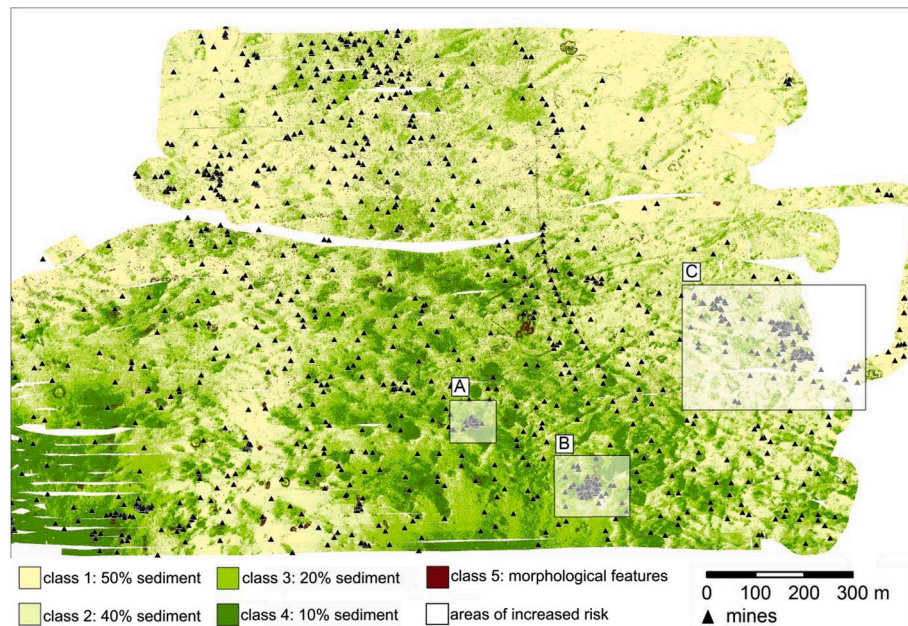 C
A
B
class 1: 50% sediment
class 3: 20% sediment
class 5: morphological features
class 2: 40% sediment
class 4: 10% sediment
areas of increased risk
0 100 200 300 m
mines